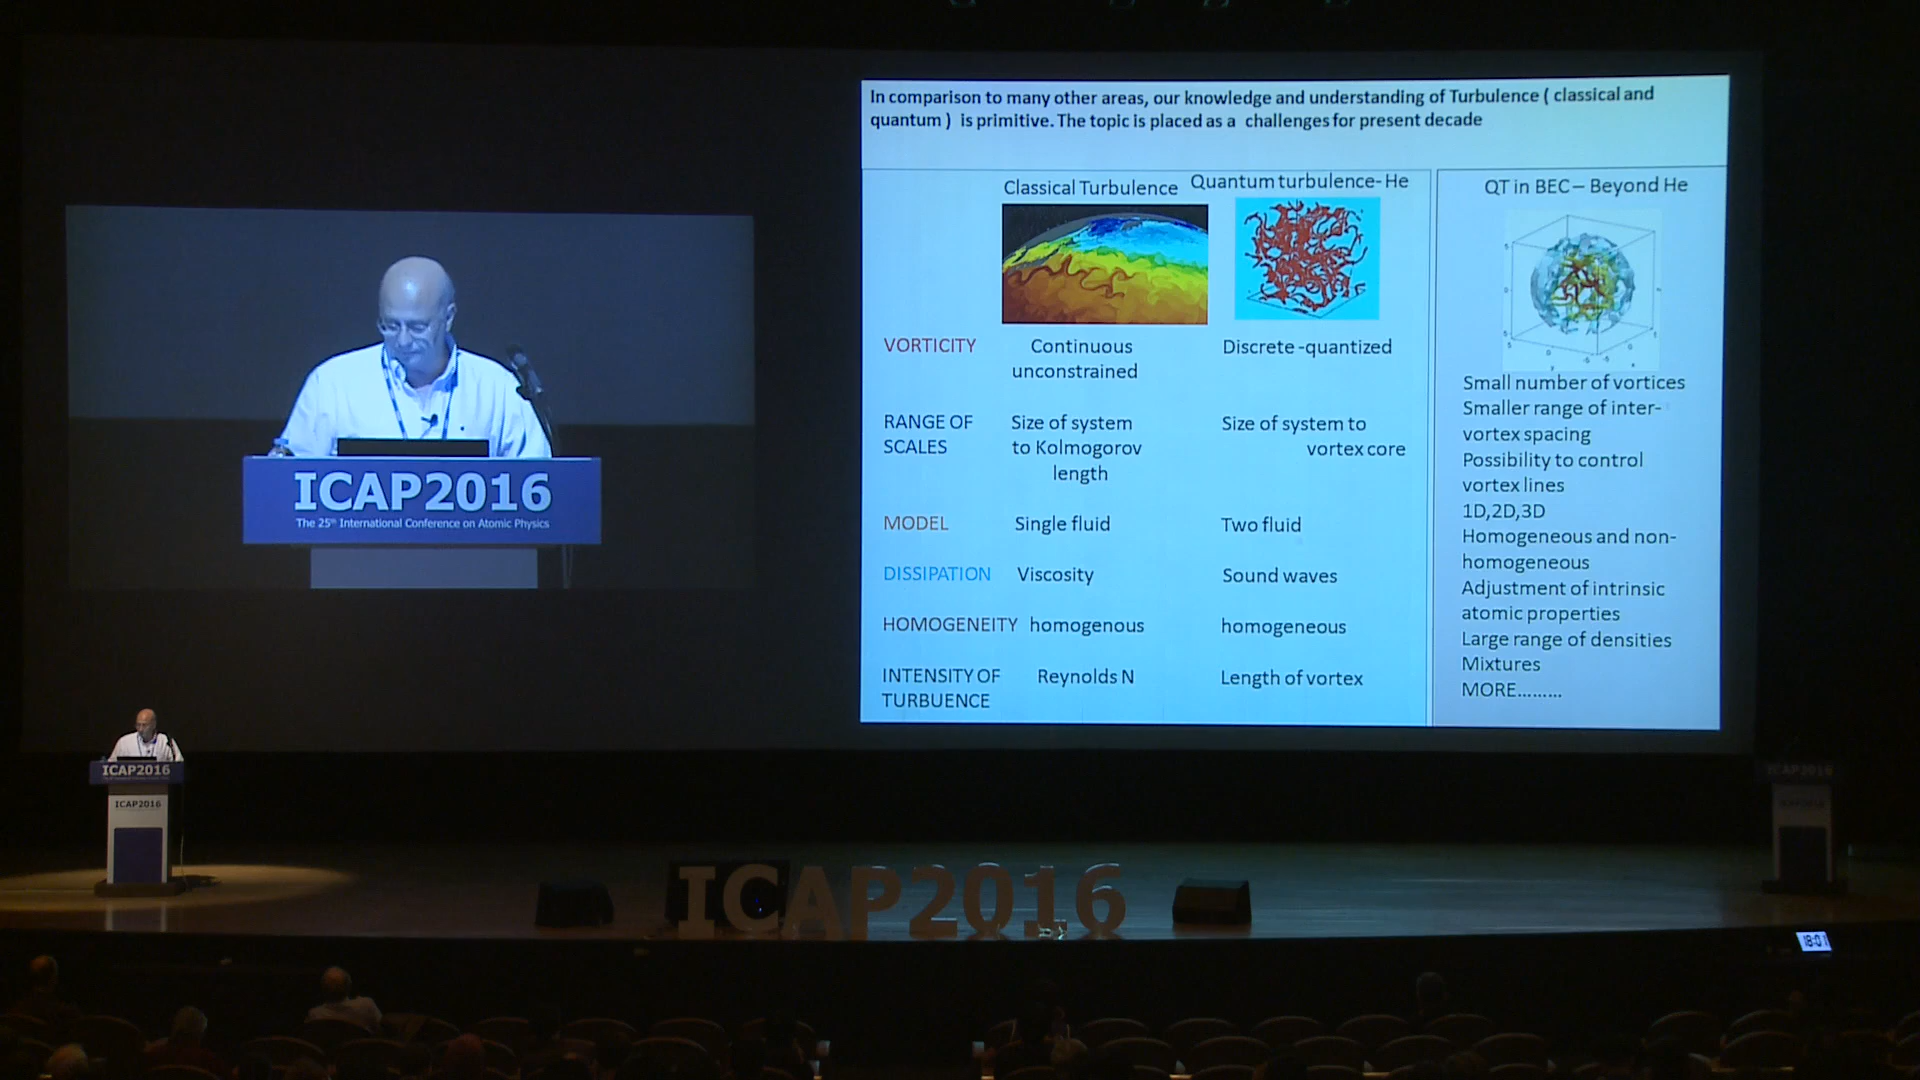 In comparison to many other areas, our knowledge and understanding of Turbulence ( classical and
quantum )  is primitive. The topic is placed as a  challenges for present decade
Classical Turbulence
Quantum turbulence- He
VORTICITY
Continuous
unconstrained
Discrete -quantized
RANGE OF
SCALES
Size of system
to Kolmogorov
length
Size of system to
vortex core
MODEL
Single fluid
Two fluid
DISSIPATION
Viscosity
Sound waves
HOMOGENEITY
homogenous
homogeneous
INTENSITY OF
TURBUENCE
Reynolds N
Length of vortex
QT in BEC – Beyond He
Small number of vortices
Smaller range of inter-
vortex spacing
Possibility to control
vortex lines
1D,2D,3D
Homogeneous and non-
homogeneous
Adjustment of intrinsic
atomic properties
Large range of densities
Mixtures
MORE.........
ICAP2016
The 25th International Conference on Atomic Physics
ICAP2016
ICAP2016
ICAP2016
ICAP2016
18:01